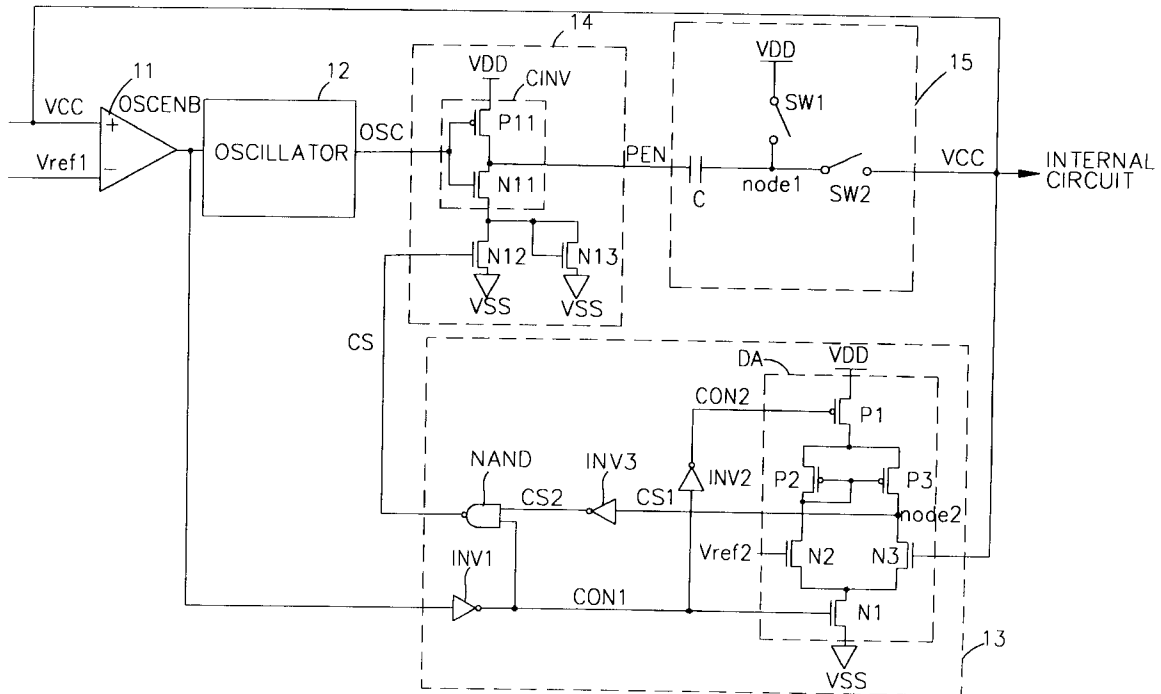 14
VDD
VDD
15
11
12
CINV
SW1
VCC
OSCENB
OSC
P11
+
Vref1
−
OSCILLATOR
PEN
VCC
INTERNAL
CIRCUIT
N11
C
node1
SW2
N12
N13
VSS
VSS
CS
DA
VDD
CON2
P1
NAND
INV3
INV2
P2
P3
CS2
CS1
node2
Vref2
N2
N3
INV1
CON1
N1
VSS
13